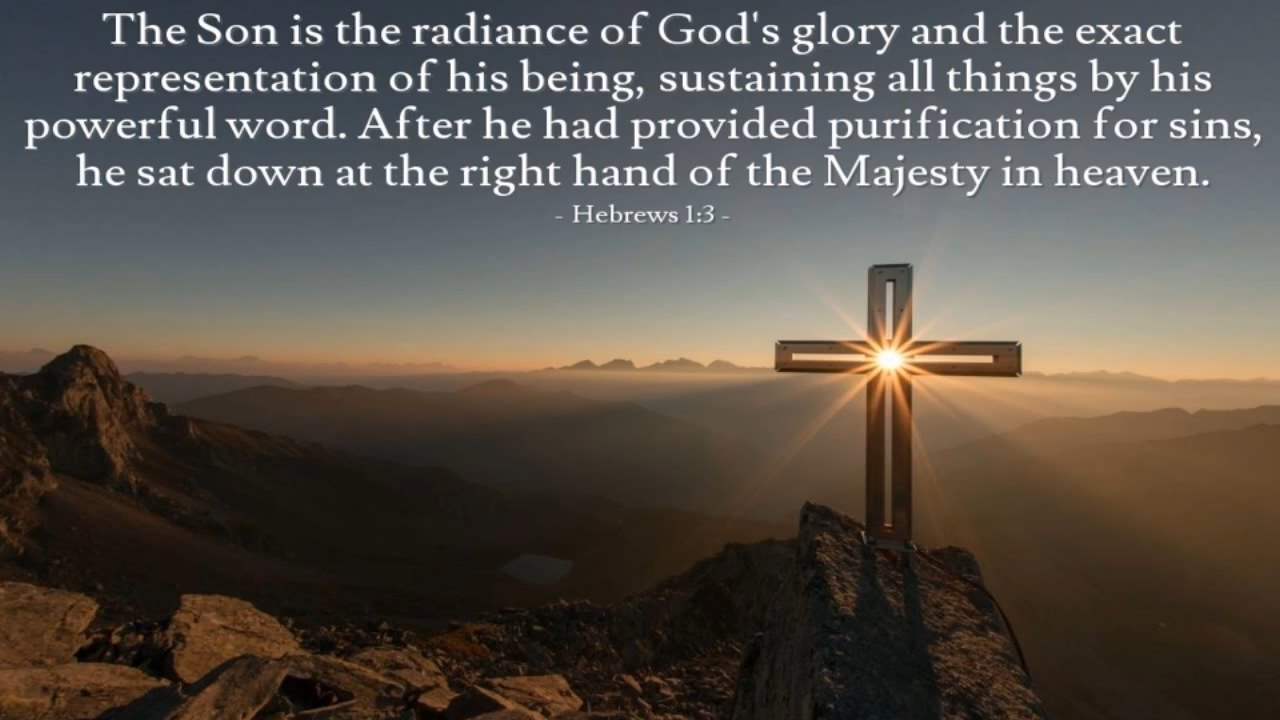 The Son is the radiance of God's glory and the exact
representation of his being, sustaining all things by his
powerful word. After he had provided purification for sins,
he sat down at the right hand of the Majesty in heaven.
- Hebrews 1:3 -